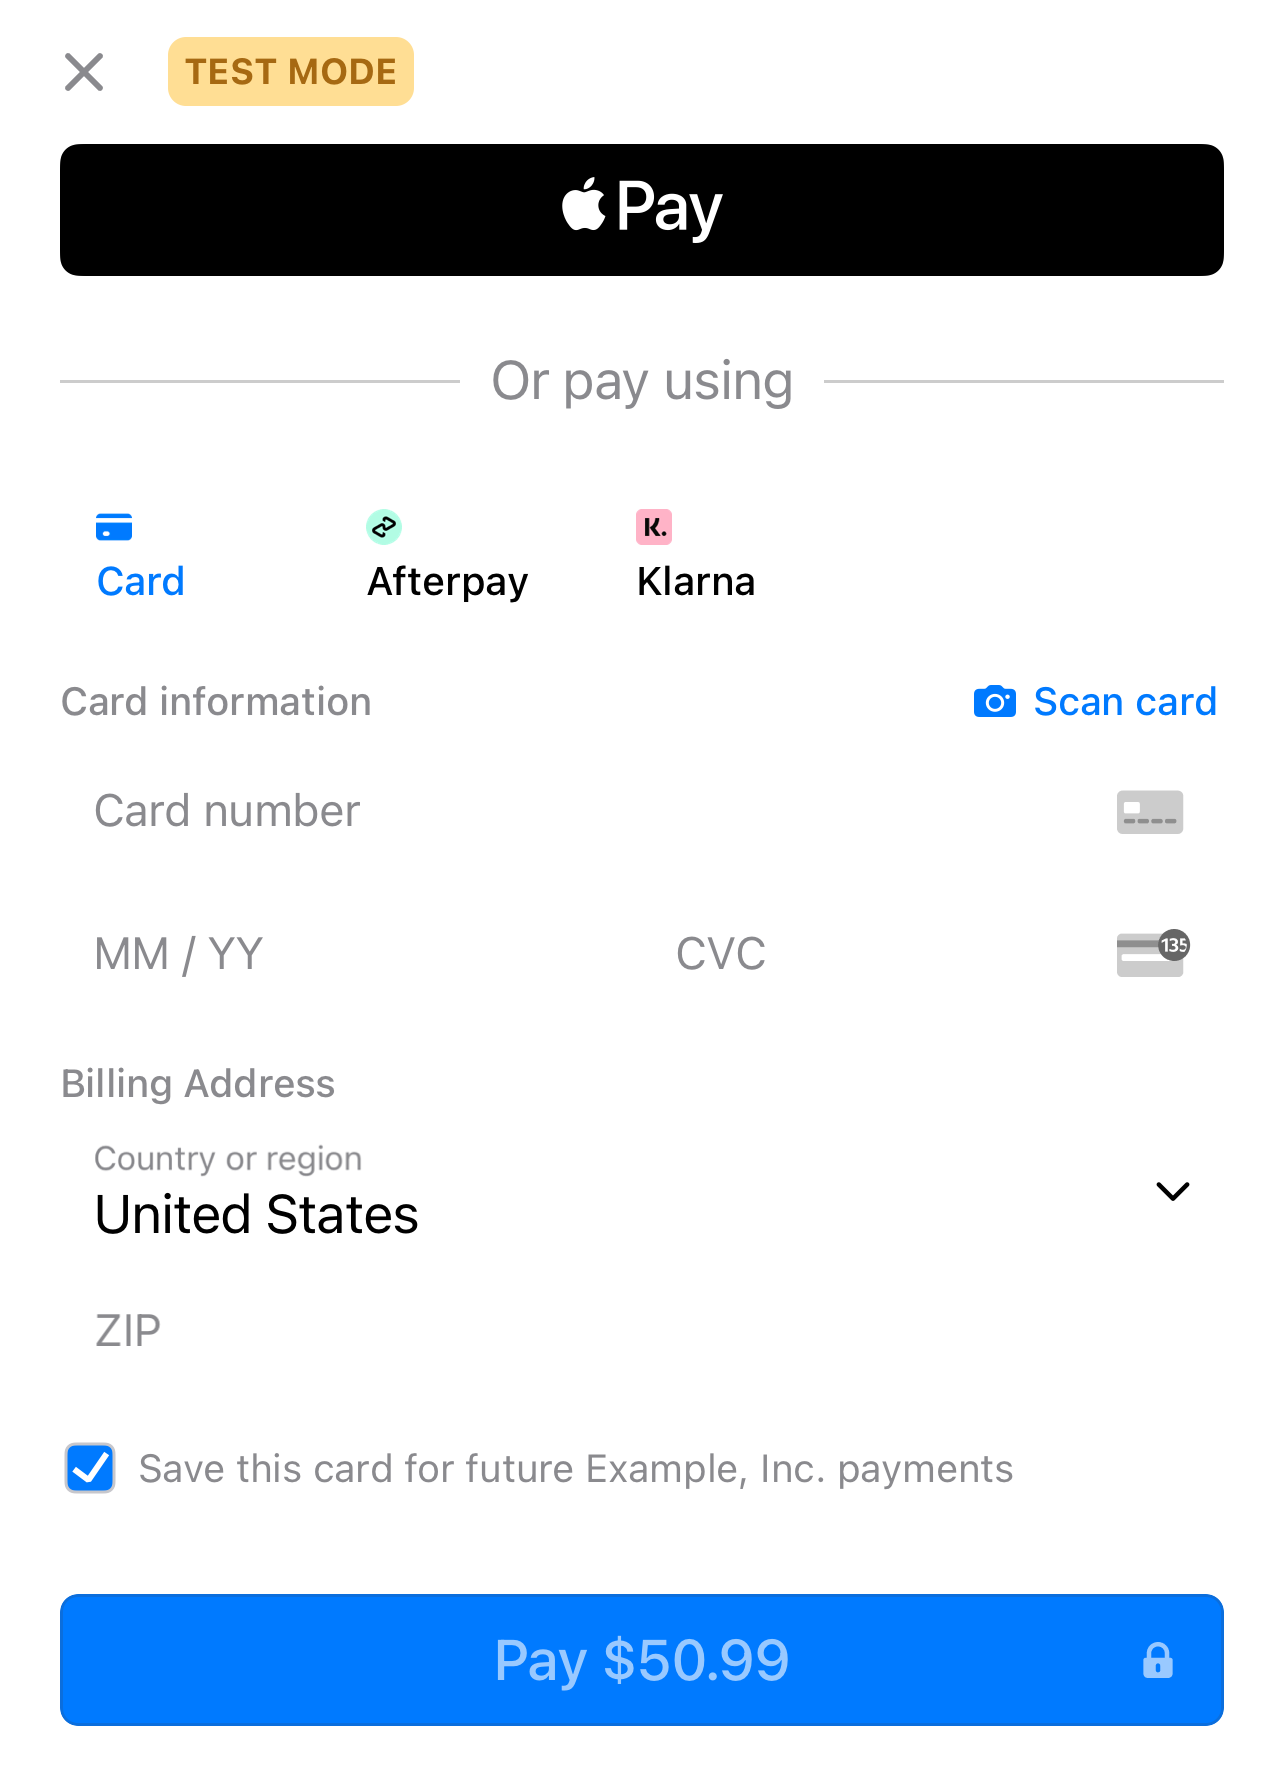 TEST MODE
Pay
Or pay using
K.
Card Afterpay Klarna
Card information Scan card
Card number
MM / YY CVC 135
Billing Address
Country or region
United States
ZIP
Save this card for future Example, Inc. payments
Pay $50.99